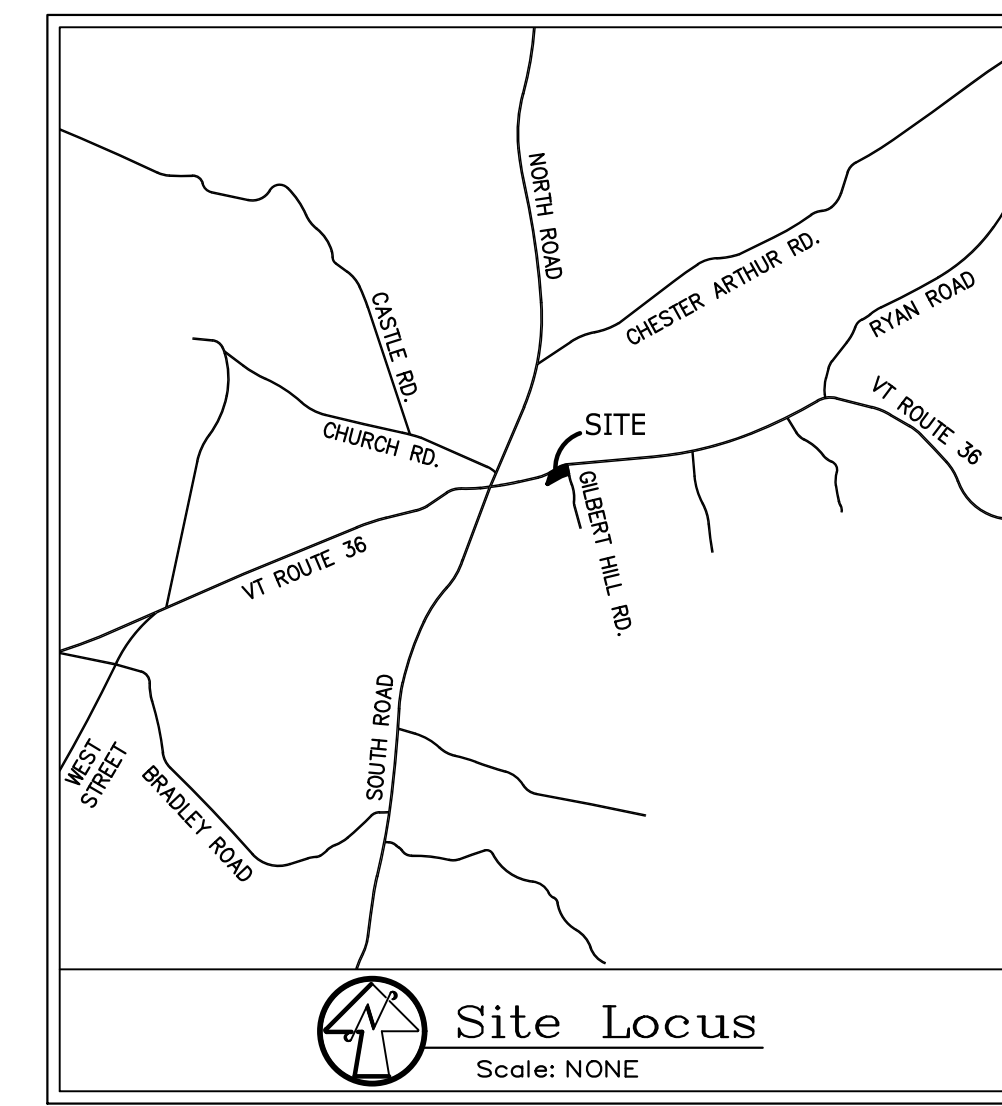 NORTH ROAD
CHESTER ARTHUR RD.
RYAN ROAD
CASTLE RD.
VT ROUTE 36
CHURCH RD.
SITE
GILBERT HILL RD.
VT ROUTE 36
SOUTH ROAD
WEST
STREET
BRADLEY ROAD
N
Site Locus
Scale: NONE